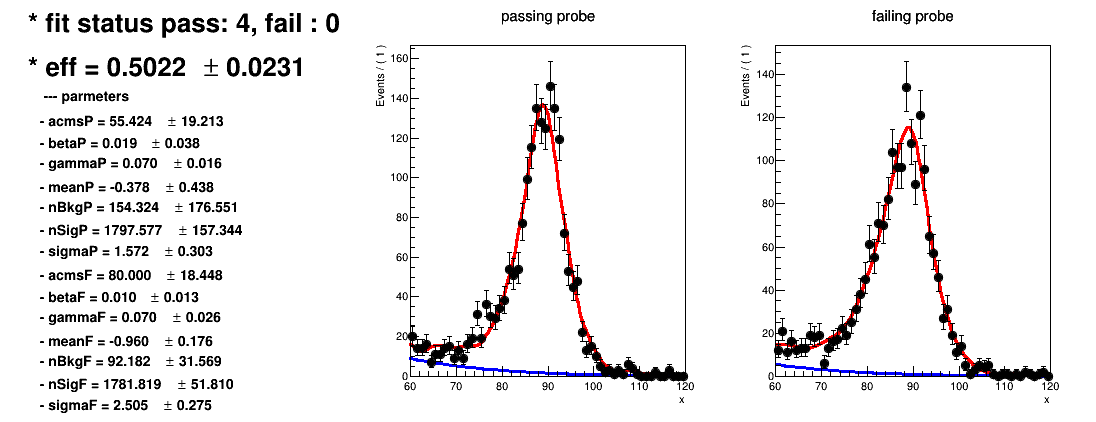 * fit status pass: 4, fail : 0
* eff = 0.5022 ± 0.0231
--- parmeters
- acmsP = 55.424 ± 19.213
- betaP = 0.019 ± 0.038
- gammaP = 0.070 ± 0.016
- meanP = -0.378 ± 0.438
- nBkgP = 154.324 ± 176.551
- nSigP = 1797.577 ± 157.344
- sigmaP = 1.572 ± 0.303
- acmsF = 80.000 ± 18.448
- betaF = 0.010 ± 0.013
- gammaF = 0.070 ± 0.026
- meanF = -0.960 ± 0.176
- nBkgF = 92.182 ± 31.569
- nSigF = 1781.819 ± 51.810
- sigmaF = 2.505 ± 0.275
passing probe
Events / ( 1 )
160
140
120
100
80
60
40
20
0
60 70 80 90 100 110 120
x
failing probe
Events / ( 1 )
140
120
100
80
60
40
20
0
60 70 80 90 100 110 120
x